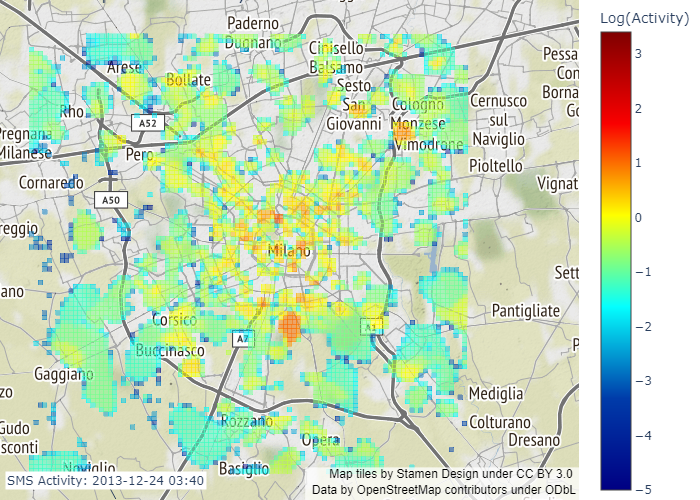 Log(Activity)
3
2
1
0
−1
−2
−3
−4
−5
Paderno
Dugnano
Cinisello
Balsamo
Arese
Bollate
Sesto
San
Giovanni
Cologno
Monzese
Vimodrone
Cernusco
sul
Naviglio
Pessa
Con
Borna
Go
Rho
A52
Pregnana
Milanese
Pero
Pioltello
Cornaredo
Vignat
A50
reggio
Milano
Sett
ano
Pantigliate
Corsico
A7
A1
P
Buccinasco
Gaggiano
zo
Mediglia
Rozzano
Colturano
Gudo
sconti
Opera
Dresano
Noviglio
Basiglio
SMS Activity: 2013-12-24 03:40
Map tiles by Stamen Design under CC BY 3.0
Data by OpenStreetMap contributors under ODbL